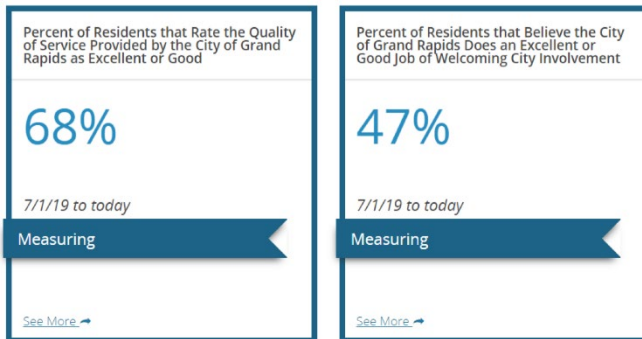 Percent of Residents that Rate the Quality
of Service Provided by the City of Grand
Rapids as Excellent or Good
68%
7/1/19 to today
Measuring
See More
Percent of Residents that Believe the City
of Grand Rapids Does an Excellent or
Good Job of Welcoming City Involvement
47%
7/1/19 to today
Measuring
See More